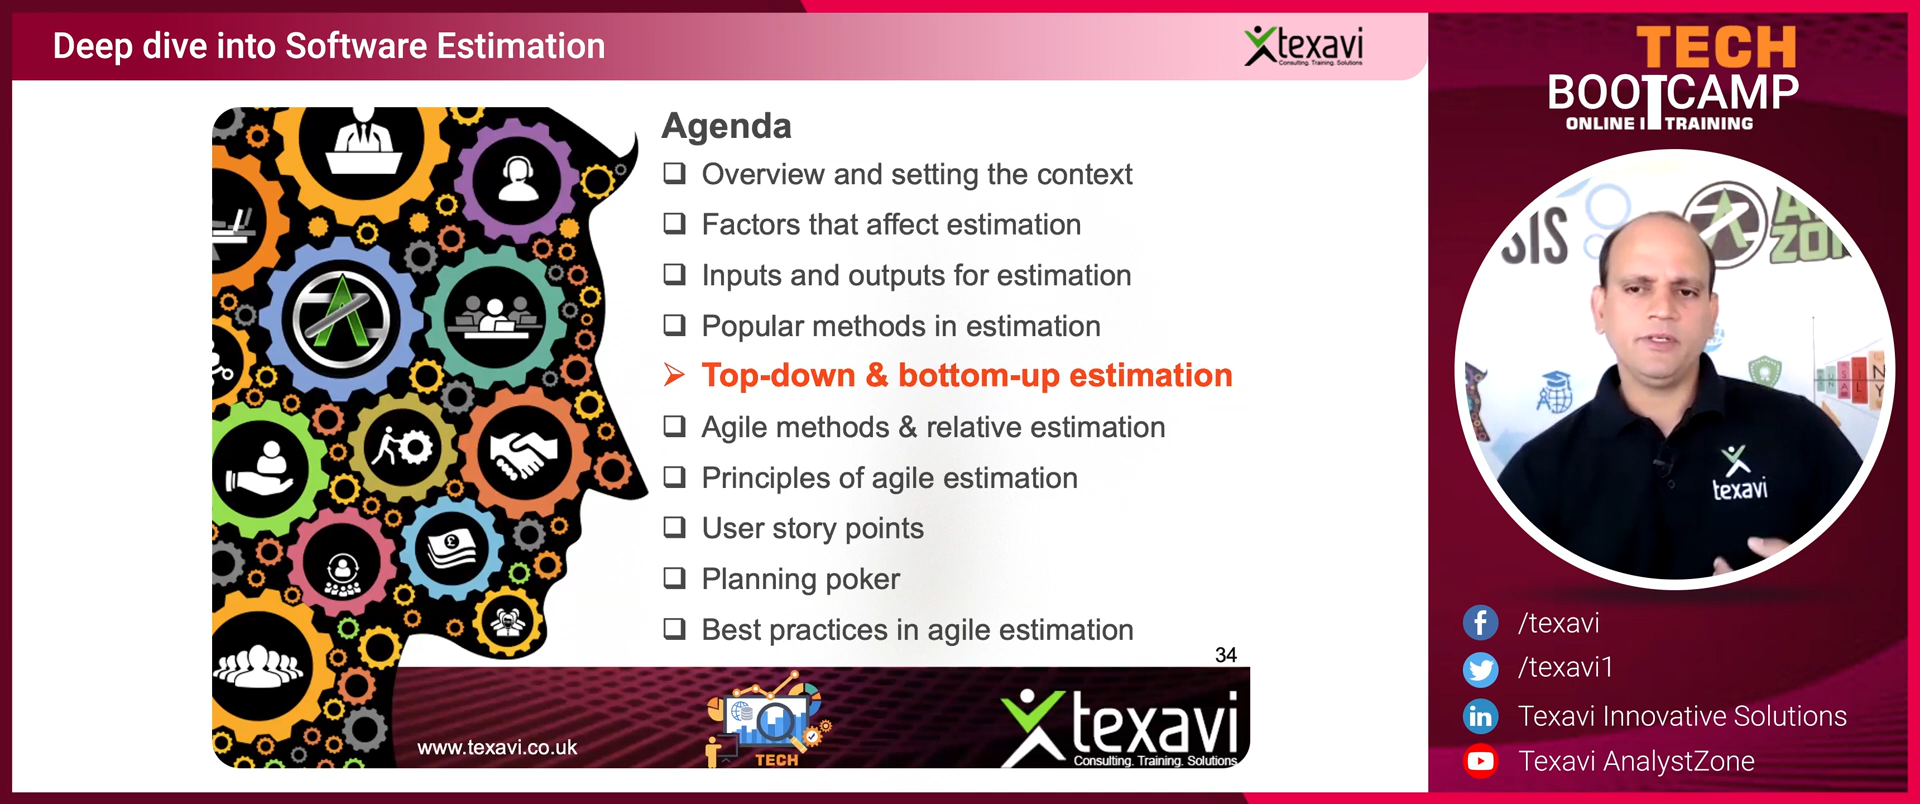 Deep dive into Software Estimation
texavi
Consulting. Training. Solutions
TECH
BOOTCAMP
ONLINE IT TRAINING
Agenda
Overview and setting the context
Factors that affect estimation
Inputs and outputs for estimation
Popular methods in estimation
Top-down & bottom-up estimation
Agile methods & relative estimation
Principles of agile estimation
User story points
Planning poker
Best practices in agile estimation
34
www.texavi.co.uk
TECH
texavi
Consulting. Training. Solutions
texavi
/texavi
/texavi1
Texavi Innovative Solutions
Texavi AnalystZone